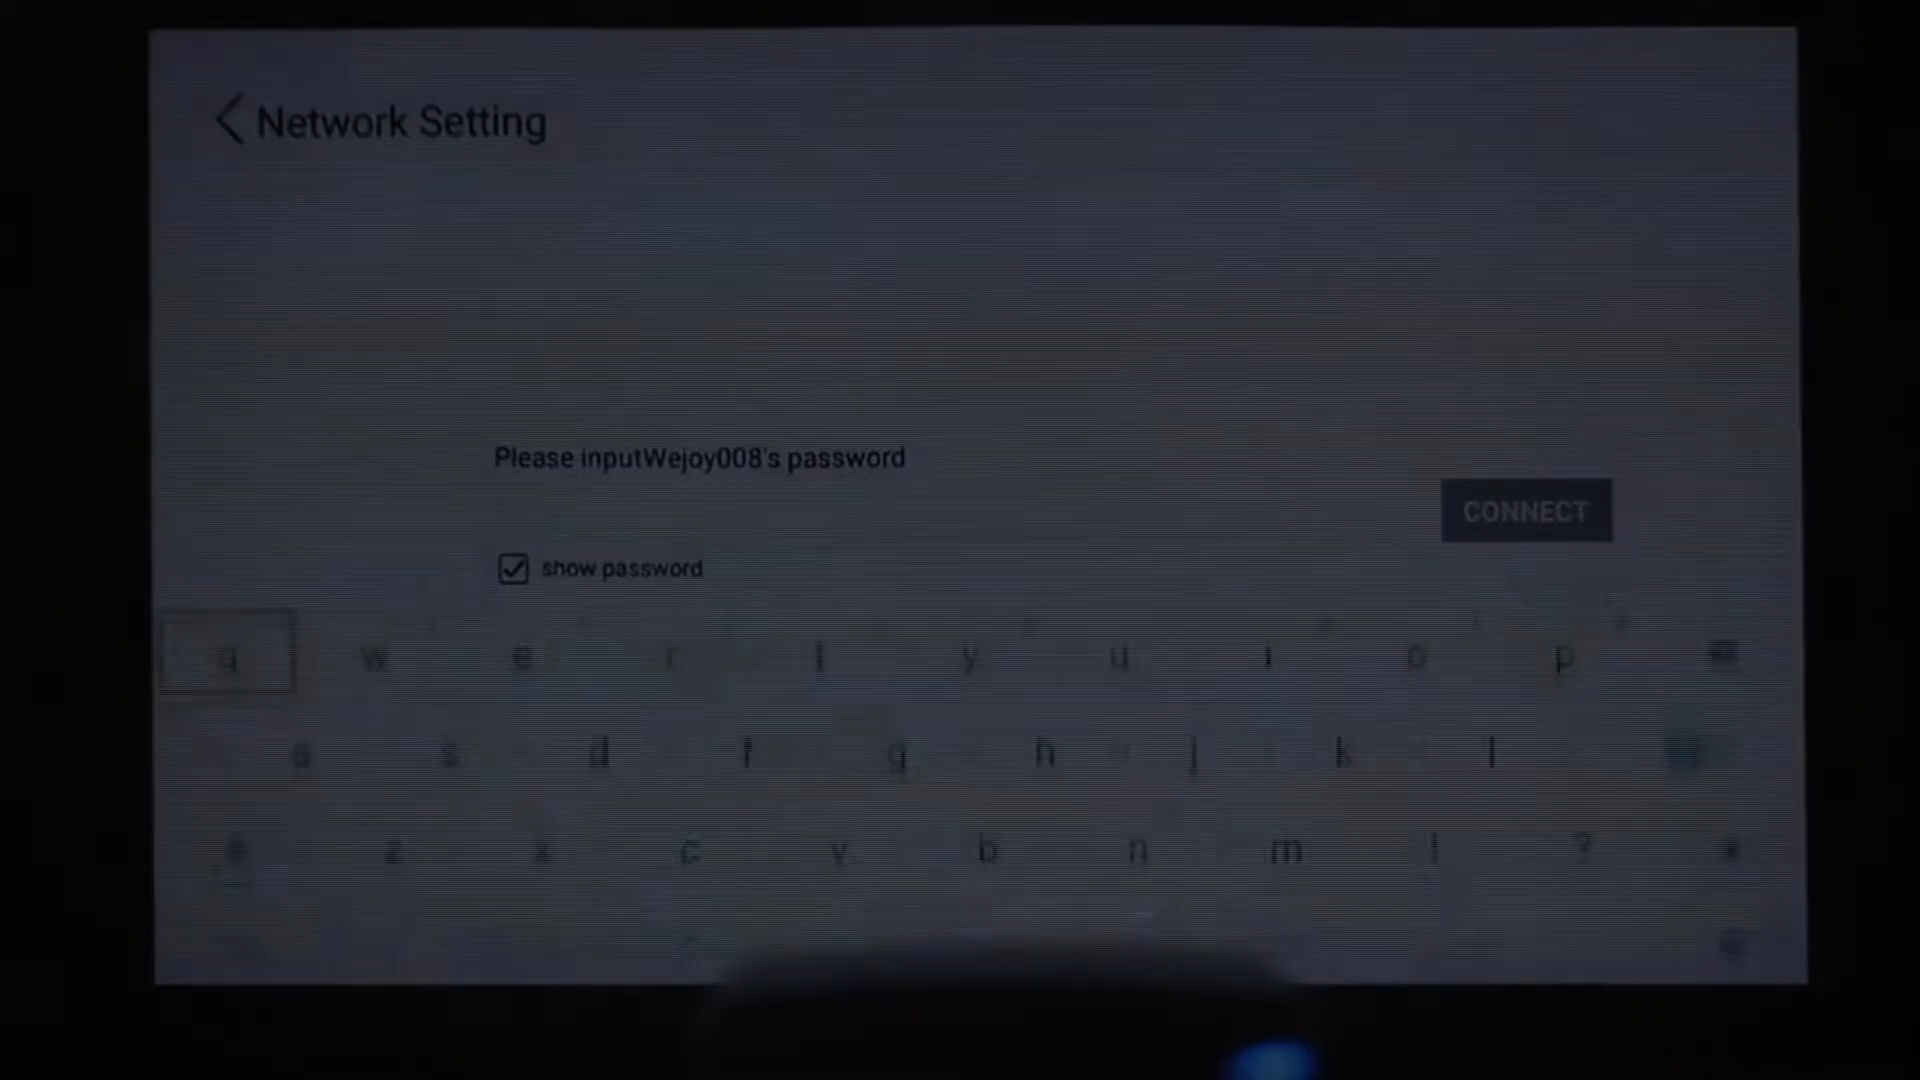 Network Setting
Please inputWejoy008's password
CONNECT
show password
q w e r t y u i o p
a s d f g h j k l
z x c v b n m ! ?